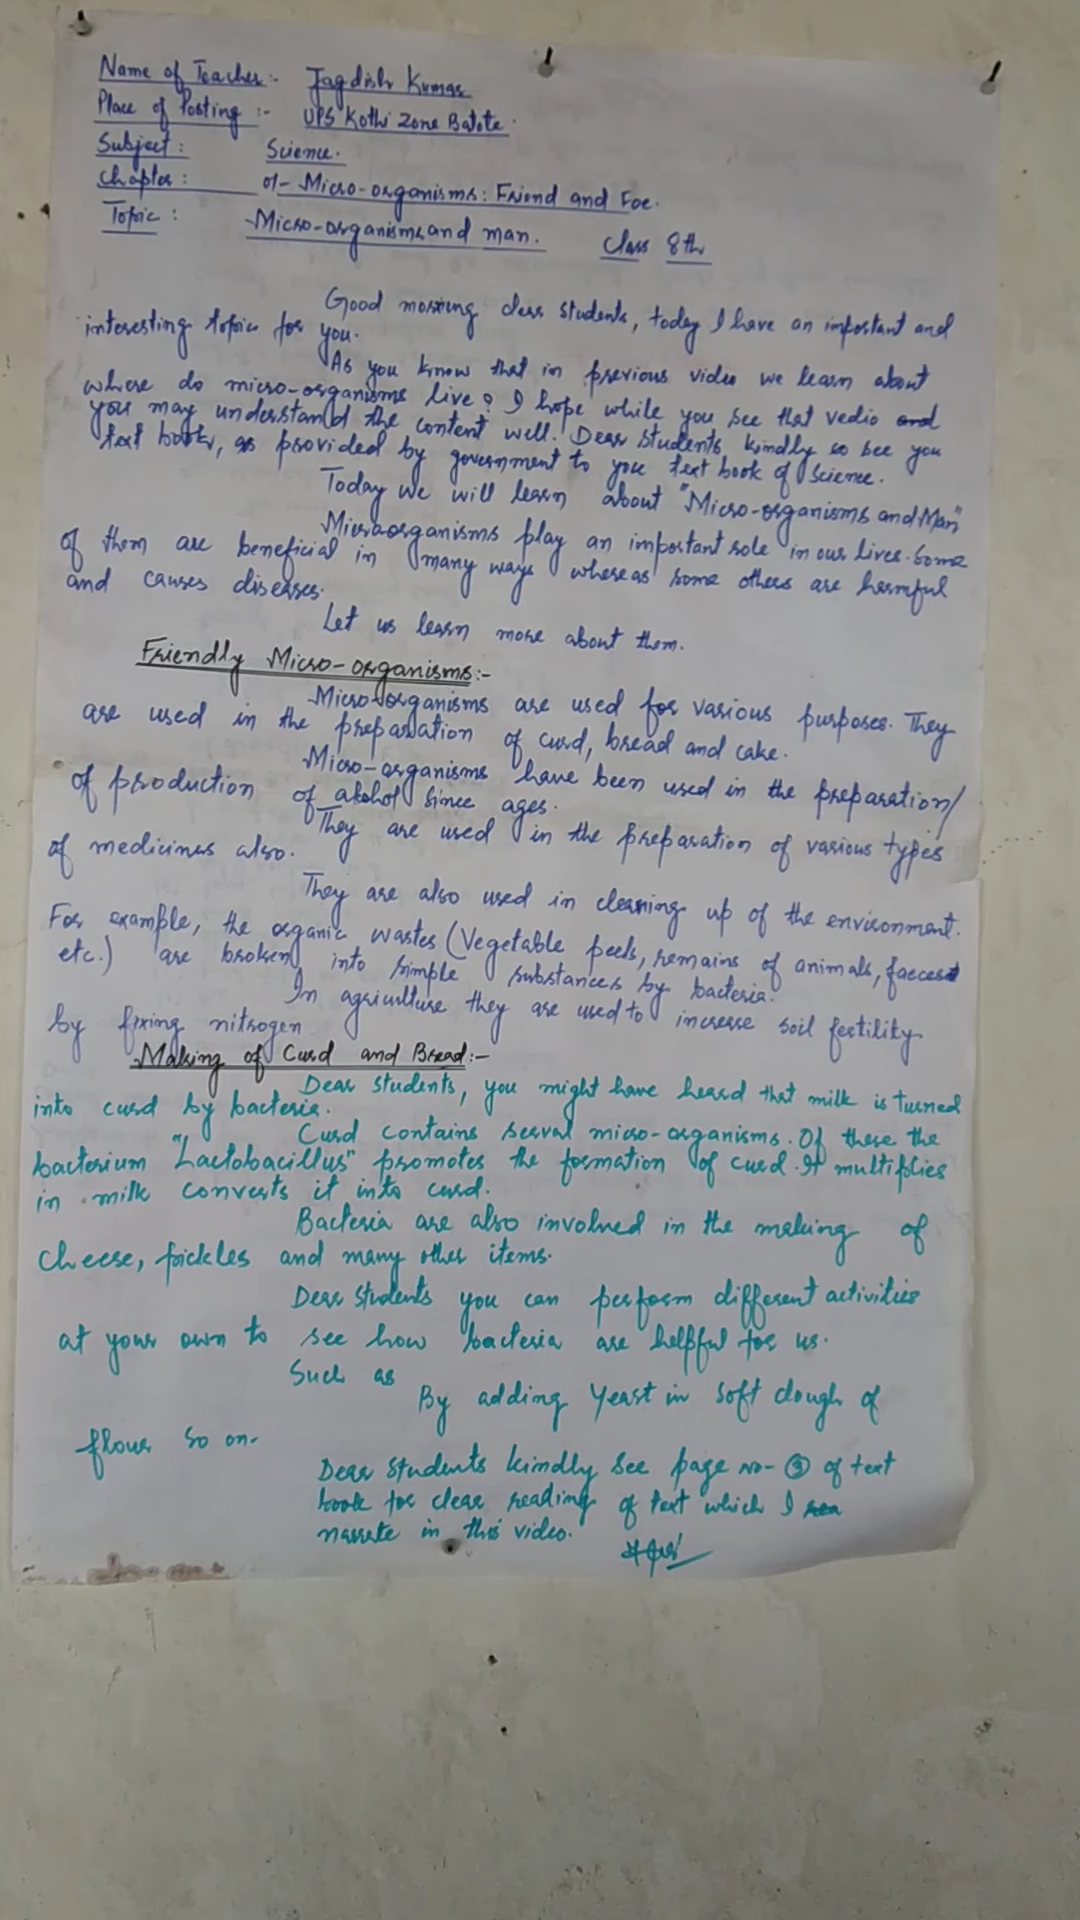 Name of Teacher:- Jagdish Kumar
Place of Posting :- UPS Kothi Zone Batote.
Subject: Science.
Chapter: 01- Micro-organisms: Friend and Foe.
Topic: Micro-organisms and man. Class 8th
Good morning dear students, today I have an important and
interesting topic for you.
As you know that in previous video we learn about
where do micro-organisms live? I hope while you see that vedio and
you may understand the content well. Dear students, kindly so see you
text book, as provided by government to you text book of Science.
Today we will learn about "Micro-organisms and Man"
Microorganisms play an important role in our lives. Some
of them are beneficial in many ways whereas some others are harmful
and causes diseases.
Let us learn more about them.
Friendly Micro-organisms:-
Micro-organisms are used for various purposes. They
are used in the preparation of curd, bread and cake.
Micro-organisms have been used in the preparation/
of production of alcohol since ages.
They are used in the preparation of various types
of medicines also.
They are also used in cleaning up of the environment.
For example, the organic wastes (Vegetable peels, remains of animals, faeces
etc.) are broken into simple substances by bacteria.
In agriculture they are used to increase soil fertility
by fixing nitrogen
Making of Curd and Bread:-
Dear students, you might have heard that milk is turned
into curd by bacteria.
Curd contains serval micro-organisms. Of these the
bacterium "Lactobacillus" promotes the formation of curd. It multiplies
in milk converts it into curd.
Bacteria are also involved in the making of
cheese, pickles and many other items.
Dear Students you can perform different activities
at your own to see how bacteria are helpful for us.
Such as
By adding yeast in soft dough of
flour so on.
Dear Students kindly see page no- 3 of text
book for clear reading of text which I
narrate in this video.